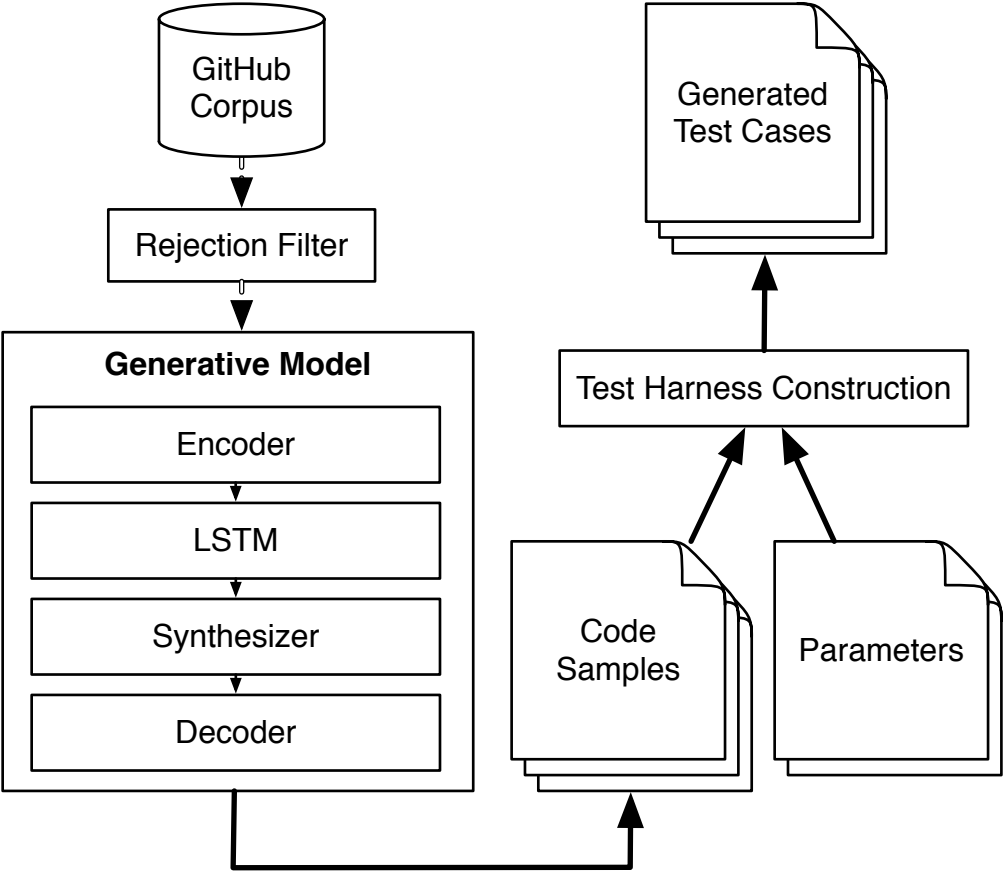 GitHub
Corpus
Rejection Filter
Generative Model
Encoder
LSTM
Synthesizer
Decoder
Generated
Test Cases
Test Harness Construction
Code
Samples
Parameters